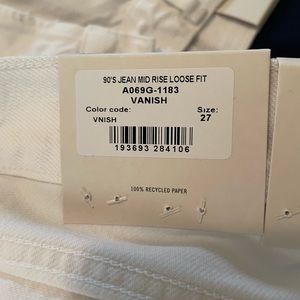 90'S JEAN MID RISE LOOSE FIT
A069G-1183
VANISH
Color code:
Size:
VNISH
27
193693 284106
100% RECYCLED PAPER